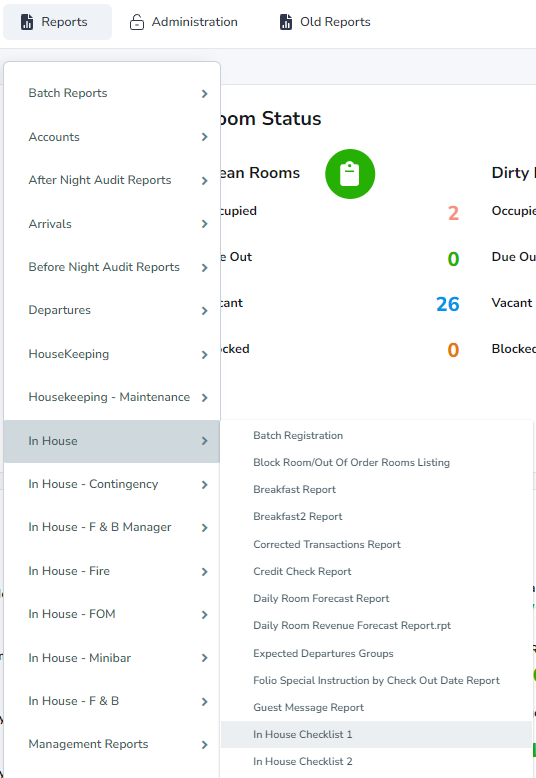 Reports
Administration
Old Reports
Batch Reports
Accounts
After Night Audit Reports
Arrivals
Before Night Audit Reports
Departures
HouseKeeping
Housekeeping - Maintenance
In House
In House - Contingency
In House - F & B Manager
In House - Fire
In House - FOM
In House - Minibar
In House - F & B
Management Reports
oom Status
ean Rooms
Dirty
cupied
2
Occupie
e Out
0
Due Ou
cant
26
Vacant
cked
0
Blocked
Batch Registration
Block Room/Out Of Order Rooms Listing
Breakfast Report
Breakfast2 Report
Corrected Transactions Report
Credit Check Report
Daily Room Forecast Report
Daily Room Revenue Forecast Report.rpt
Expected Departures Groups
Folio Special Instruction by Check Out Date Report
Guest Message Report
In House Checklist 1
In House Checklist 2